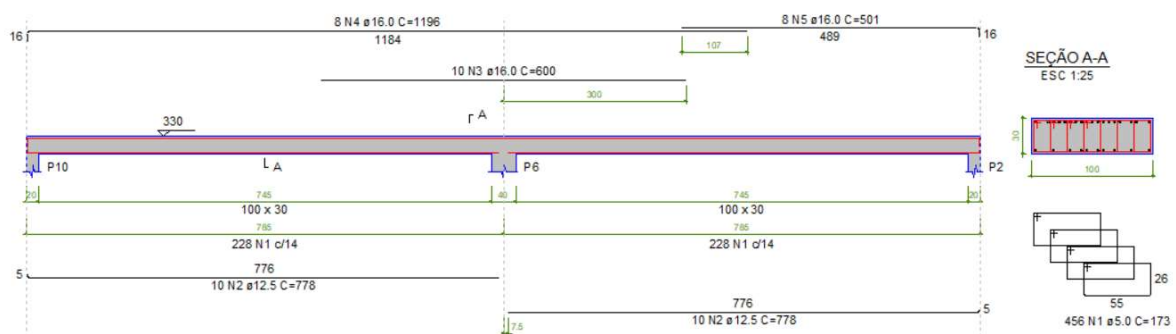 8 N4 ø16.0 C=1196
8 N5 ø16.0 C=501
16
1184
107
489
16
10 N3 ø16.0 C=600
300
SEÇÃO A-A
ESC 1:25
A
330
A
P10
P6
P2
30
100
20
745
40
745
20
100 x 30
100 x 30
785
785
228 N1 c/14
228 N1 c/14
5
776
10 N2 ø12.5 C=778
776
5
7.5
10 N2 ø12.5 C=778
26
55
456 N1 ø5.0 C=173